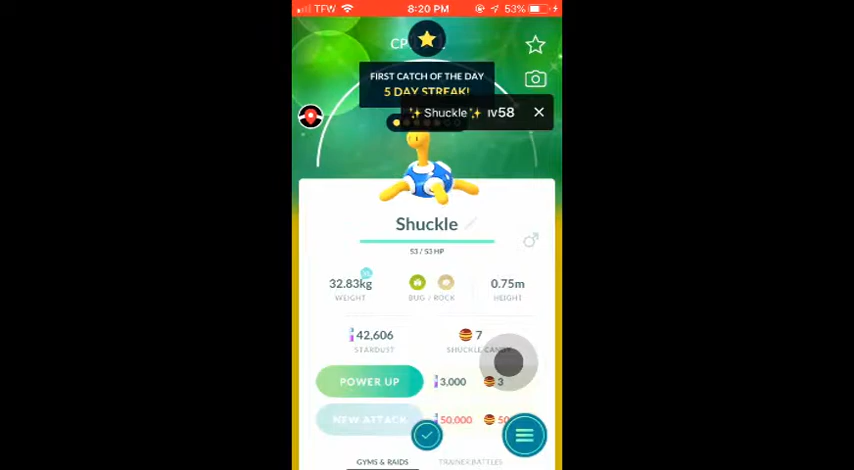 TFW 8:20 PM 53%
CP
FIRST CATCH OF THE DAY
5 DAY STREAK!
✨ Shuckle ✨ IV58 ✕
Shuckle
53 / 53 HP
XL
32.83kg 0.75m
WEIGHT BUG / ROCK HEIGHT
42,606 7
STARDUST SHUCKLE CANDY
POWER UP 3,000 3
NEW ATTACK 50,000
GYMS & RAIDS TRAINER BATTLES